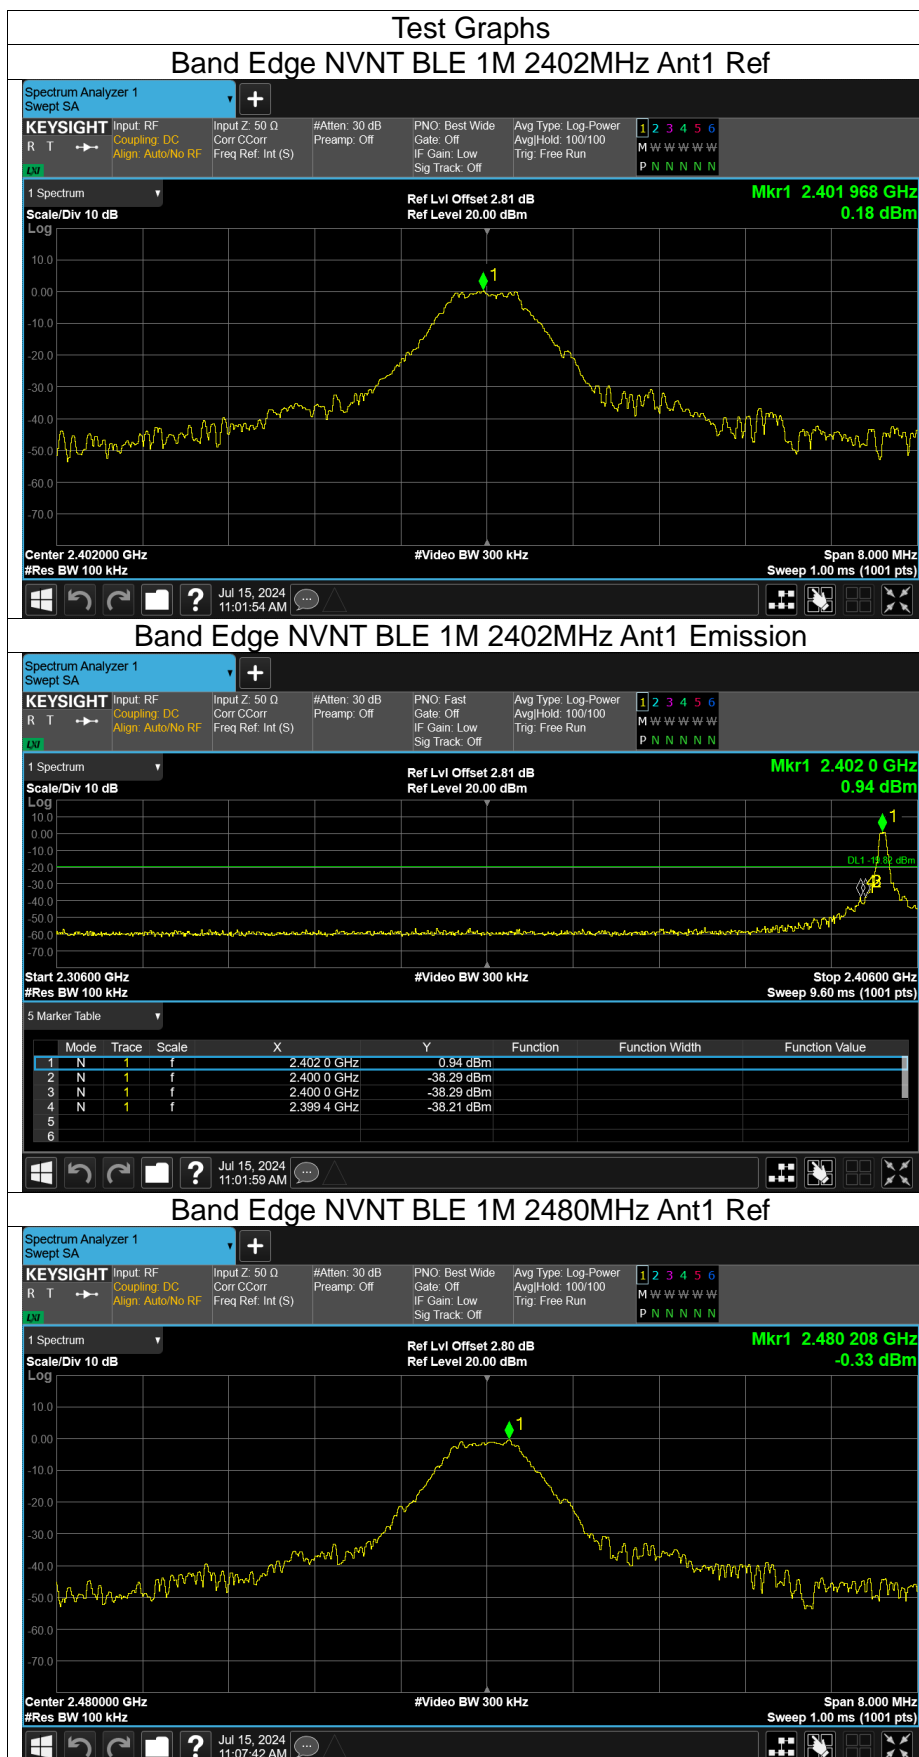 Test Graphs
Band Edge NVNT BLE 1M 2402MHz Ant1 Ref
Spectrum Analyzer 1
Swept SA
KEYSIGHT Input: RF Input Z: 50 Ω #Atten: 30 dB PNO: Best Wide Avg Type: Log-Power 1 2 3 4 5 6
R T Coupling: DC Corr CCorr Preamp: Off Gate: Off Avg|Hold: 100/100 M W W W W W
Align: Auto/No RF Freq Ref: Int (S) IF Gain: Low Trig: Free Run
LXI Sig Track: Off P N N N N N
1 Spectrum Ref Lvl Offset 2.81 dB Mkr1 2.401 968 GHz
Scale/Div 10 dB Ref Level 20.00 dBm 0.18 dBm
Log
10.0
1
0.00
-10.0
-20.0
-30.0
-40.0
-50.0
-60.0
-70.0
Center 2.402000 GHz #Video BW 300 kHz Span 8.000 MHz
#Res BW 100 kHz Sweep 1.00 ms (1001 pts)
Jul 15, 2024
11:01:54 AM
Band Edge NVNT BLE 1M 2402MHz Ant1 Emission
Spectrum Analyzer 1
Swept SA
KEYSIGHT Input: RF Input Z: 50 Ω #Atten: 30 dB PNO: Fast Avg Type: Log-Power 1 2 3 4 5 6
R T Coupling: DC Corr CCorr Preamp: Off Gate: Off Avg|Hold: 100/100 M W W W W W
Align: Auto/No RF Freq Ref: Int (S) IF Gain: Low Trig: Free Run
LXI Sig Track: Off P N N N N N
1 Spectrum Ref Lvl Offset 2.81 dB Mkr1 2.402 0 GHz
Scale/Div 10 dB Ref Level 20.00 dBm 0.94 dBm
Log
10.0 1
0.00
-10.0
-20.0 DL1 -19.82 dBm
-30.0
-40.0
-50.0
-60.0
-70.0
Start 2.30600 GHz #Video BW 300 kHz Stop 2.40600 GHz
#Res BW 100 kHz Sweep 9.60 ms (1001 pts)
5 Marker Table
Mode Trace Scale X Y Function Function Width Function Value
1 N 1 f 2.402 0 GHz 0.94 dBm
2 N 1 f 2.400 0 GHz -38.29 dBm
3 N 1 f 2.400 0 GHz -38.29 dBm
4 N 1 f 2.399 4 GHz -38.21 dBm
5
6
Jul 15, 2024
11:01:59 AM
Band Edge NVNT BLE 1M 2480MHz Ant1 Ref
Spectrum Analyzer 1
Swept SA
KEYSIGHT Input: RF Input Z: 50 Ω #Atten: 30 dB PNO: Best Wide Avg Type: Log-Power 1 2 3 4 5 6
R T Coupling: DC Corr CCorr Preamp: Off Gate: Off Avg|Hold: 100/100 M W W W W W
Align: Auto/No RF Freq Ref: Int (S) IF Gain: Low Trig: Free Run
LXI Sig Track: Off P N N N N N
1 Spectrum Ref Lvl Offset 2.80 dB Mkr1 2.480 208 GHz
Scale/Div 10 dB Ref Level 20.00 dBm -0.33 dBm
Log
10.0
1
0.00
-10.0
-20.0
-30.0
-40.0
-50.0
-60.0
-70.0
Center 2.480000 GHz #Video BW 300 kHz Span 8.000 MHz
#Res BW 100 kHz Sweep 1.00 ms (1001 pts)
Jul 15, 2024
11:07:42 AM